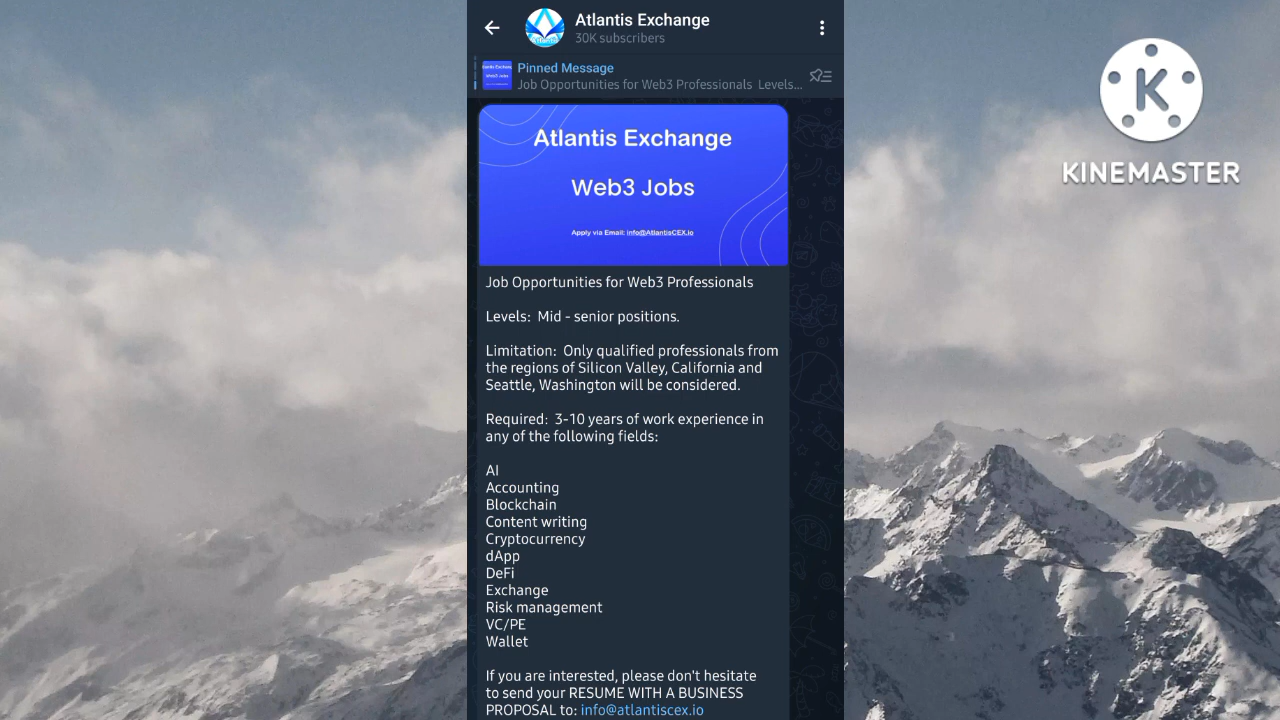 Atlantis Exchange
30K subscribers
Pinned Message
Job Opportunities for Web3 Professionals Levels...
Atlantis Exchange
Web3 Jobs
Apply via Email: info@AtlantisCEX.io
Job Opportunities for Web3 Professionals
Levels: Mid - senior positions.
Limitation: Only qualified professionals from
the regions of Silicon Valley, California and
Seattle, Washington will be considered.
Required: 3-10 years of work experience in
any of the following fields:
AI
Accounting
Blockchain
Content writing
Cryptocurrency
dApp
DeFi
Exchange
Risk management
VC/PE
Wallet
If you are interested, please don't hesitate
to send your RESUME WITH A BUSINESS
PROPOSAL to: info@atlantiscex.io
K
KINEMASTER